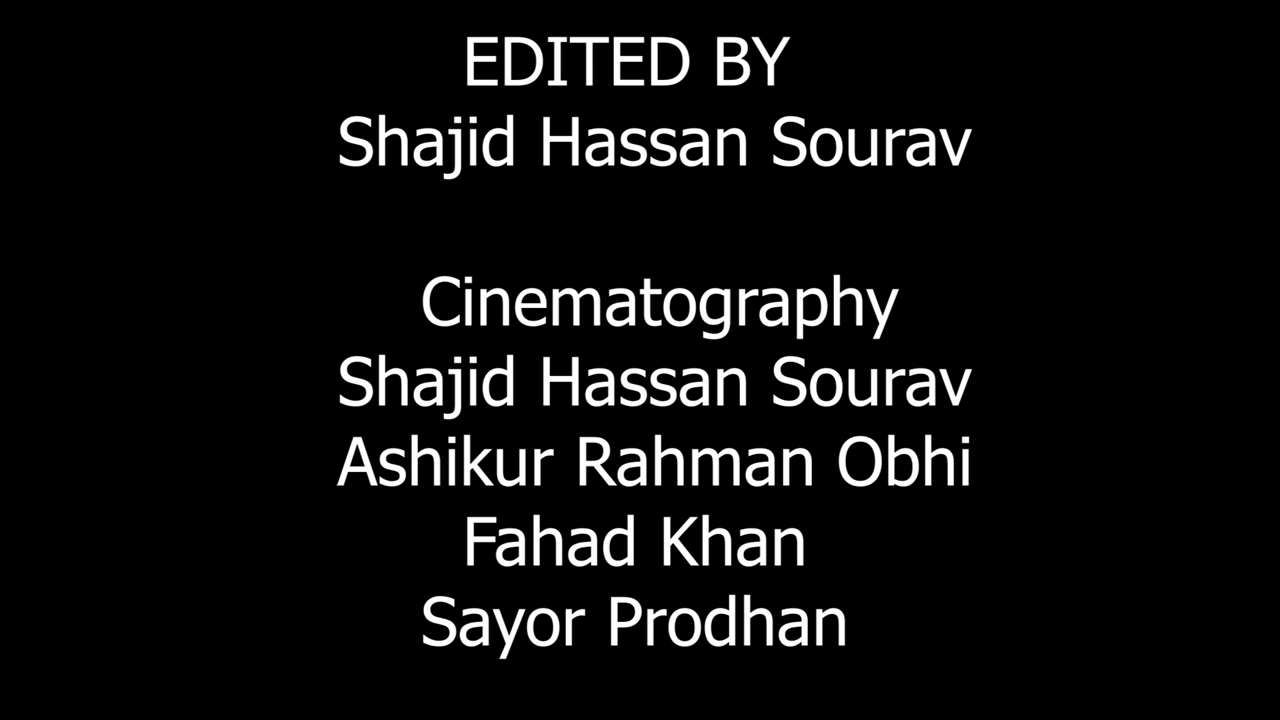 EDITED BY
Shajid Hassan Sourav
Cinematography
Shajid Hassan Sourav
Ashikur Rahman Obhi
Fahad Khan
Sayor Prodhan